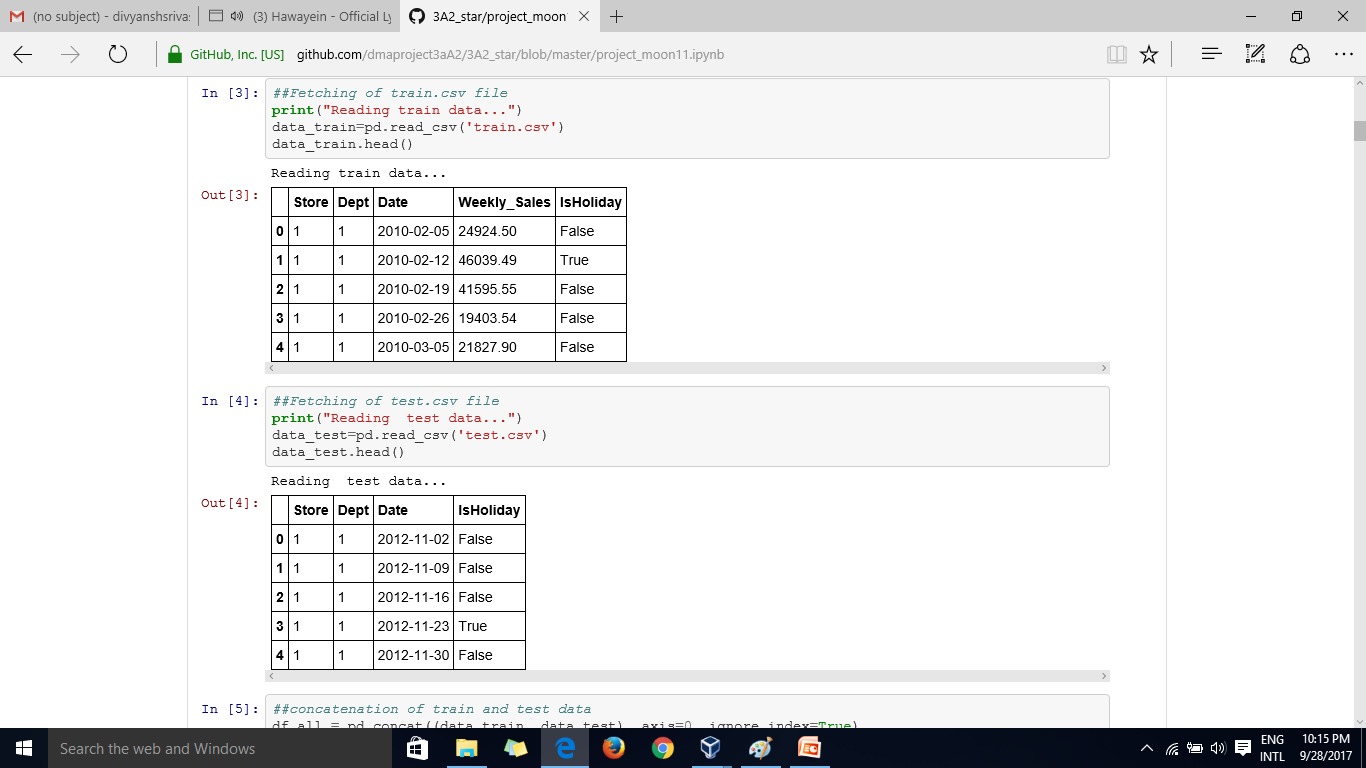 (no subject) - divyanshsriva
(3) Hawayein - Official Ly
3A2_star/project_moon
GitHub, Inc. [US] github.com/dmaproject3aA2/3A2_star/blob/master/project_moon11.ipynb
In [3]: ##Fetching of train.csv file
print("Reading train data...")
data_train=pd.read_csv('train.csv')
data_train.head()
Reading train data...
Out[3]:
Store Dept Date Weekly_Sales IsHoliday
0 1 1 2010-02-05 24924.50 False
1 1 1 2010-02-12 46039.49 True
2 1 1 2010-02-19 41595.55 False
3 1 1 2010-02-26 19403.54 False
4 1 1 2010-03-05 21827.90 False
In [4]: ##Fetching of test.csv file
print("Reading  test data...")
data_test=pd.read_csv('test.csv')
data_test.head()
Reading  test data...
Out[4]:
Store Dept Date IsHoliday
0 1 1 2012-11-02 False
1 1 1 2012-11-09 False
2 1 1 2012-11-16 False
3 1 1 2012-11-23 True
4 1 1 2012-11-30 False
In [5]: ##concatenation of train and test data
df_all = pd.concat((data_train, data_test), axis=0, ignore_index=True)
Search the web and Windows
ENG
INTL
10:15 PM
9/28/2017